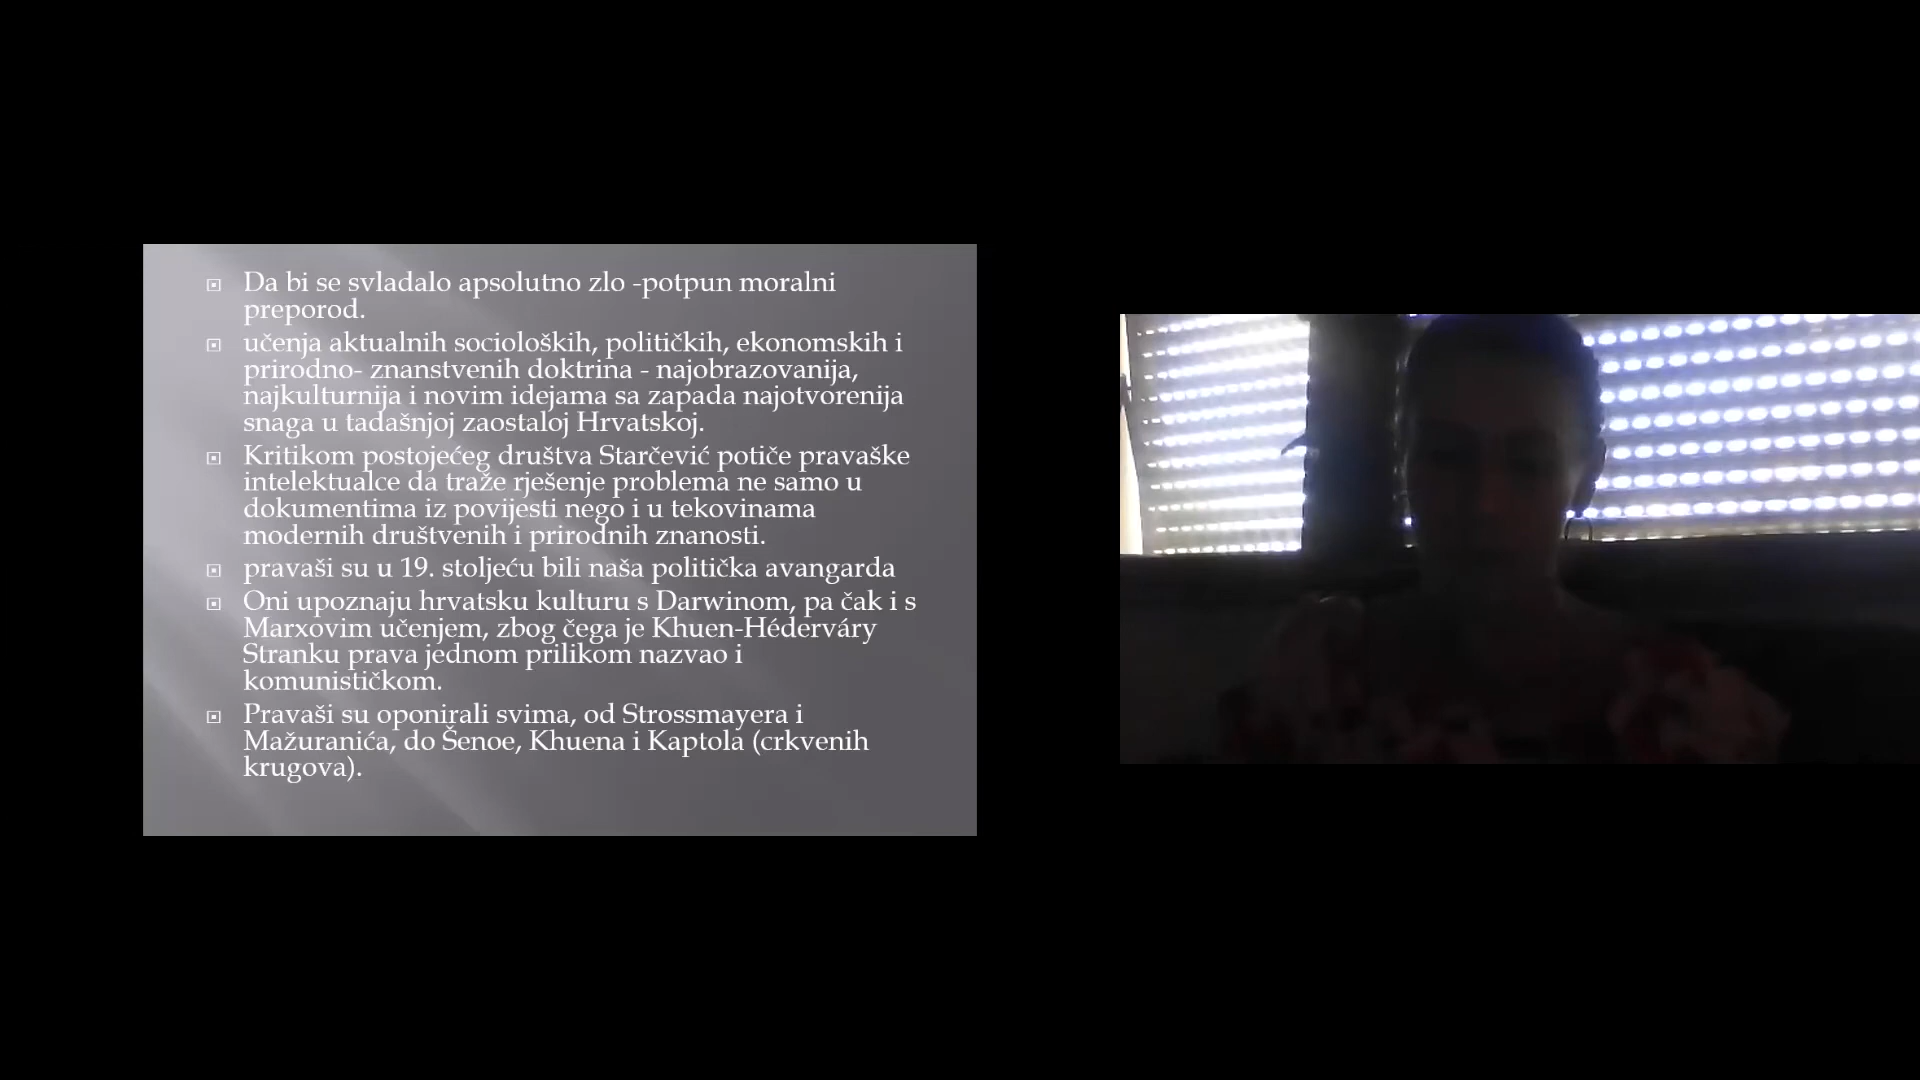 Da bi se svladalo apsolutno zlo -potpun moralni
preporod.
učenja aktualnih socioloških, političkih, ekonomskih i
prirodno- znanstvenih doktrina - najobrazovanija,
najkulturnija i novim idejama sa zapada najotvorenija
snaga u tadašnjoj zaostaloj Hrvatskoj.
Kritikom postojećeg društva Starčević potiče pravaške
intelektualce da traže rješenje problema ne samo u
dokumentima iz povijesti nego i u tekovinama
modernih društvenih i prirodnih znanosti.
pravaši su u 19. stoljeću bili naša politička avangarda
Oni upoznaju hrvatsku kulturu s Darwinom, pa čak i s
Marxovim učenjem, zbog čega je Khuen-Héderváry
Stranku prava jednom prilikom nazvao i
komunističkom.
Pravaši su oponirali svima, od Strossmayera i
Mažuranića, do Šenoe, Khuena i Kaptola (crkvenih
krugova).